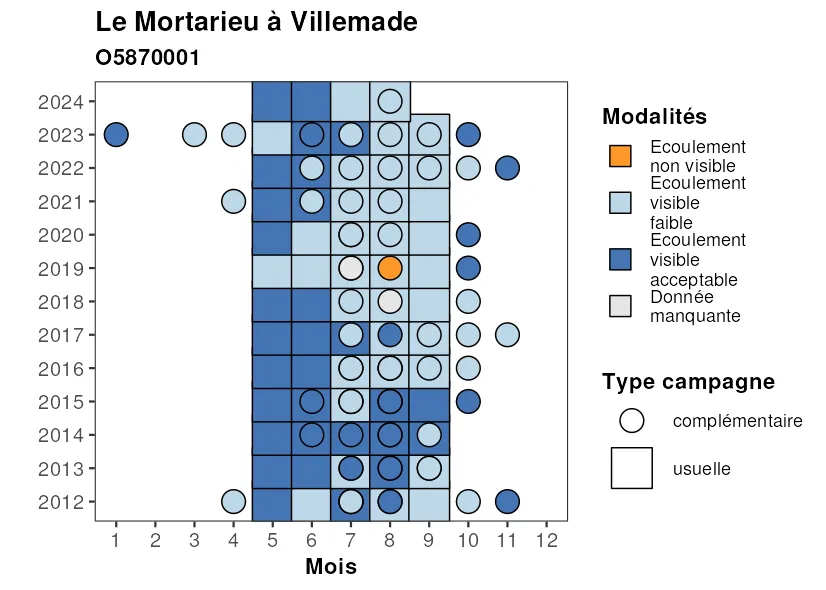 Le Mortarieu à Villemade
O5870001
2024
2023
2022
2021
2020
2019
2018
2017
2016
2015
2014
2013
2012
1 2 3 4 5 6 7 8 9 10 11 12
Mois
Modalités
Ecoulement
non visible
Ecoulement
visible
faible
Ecoulement
visible
acceptable
Donnée
manquante
Type campagne
complémentaire
usuelle